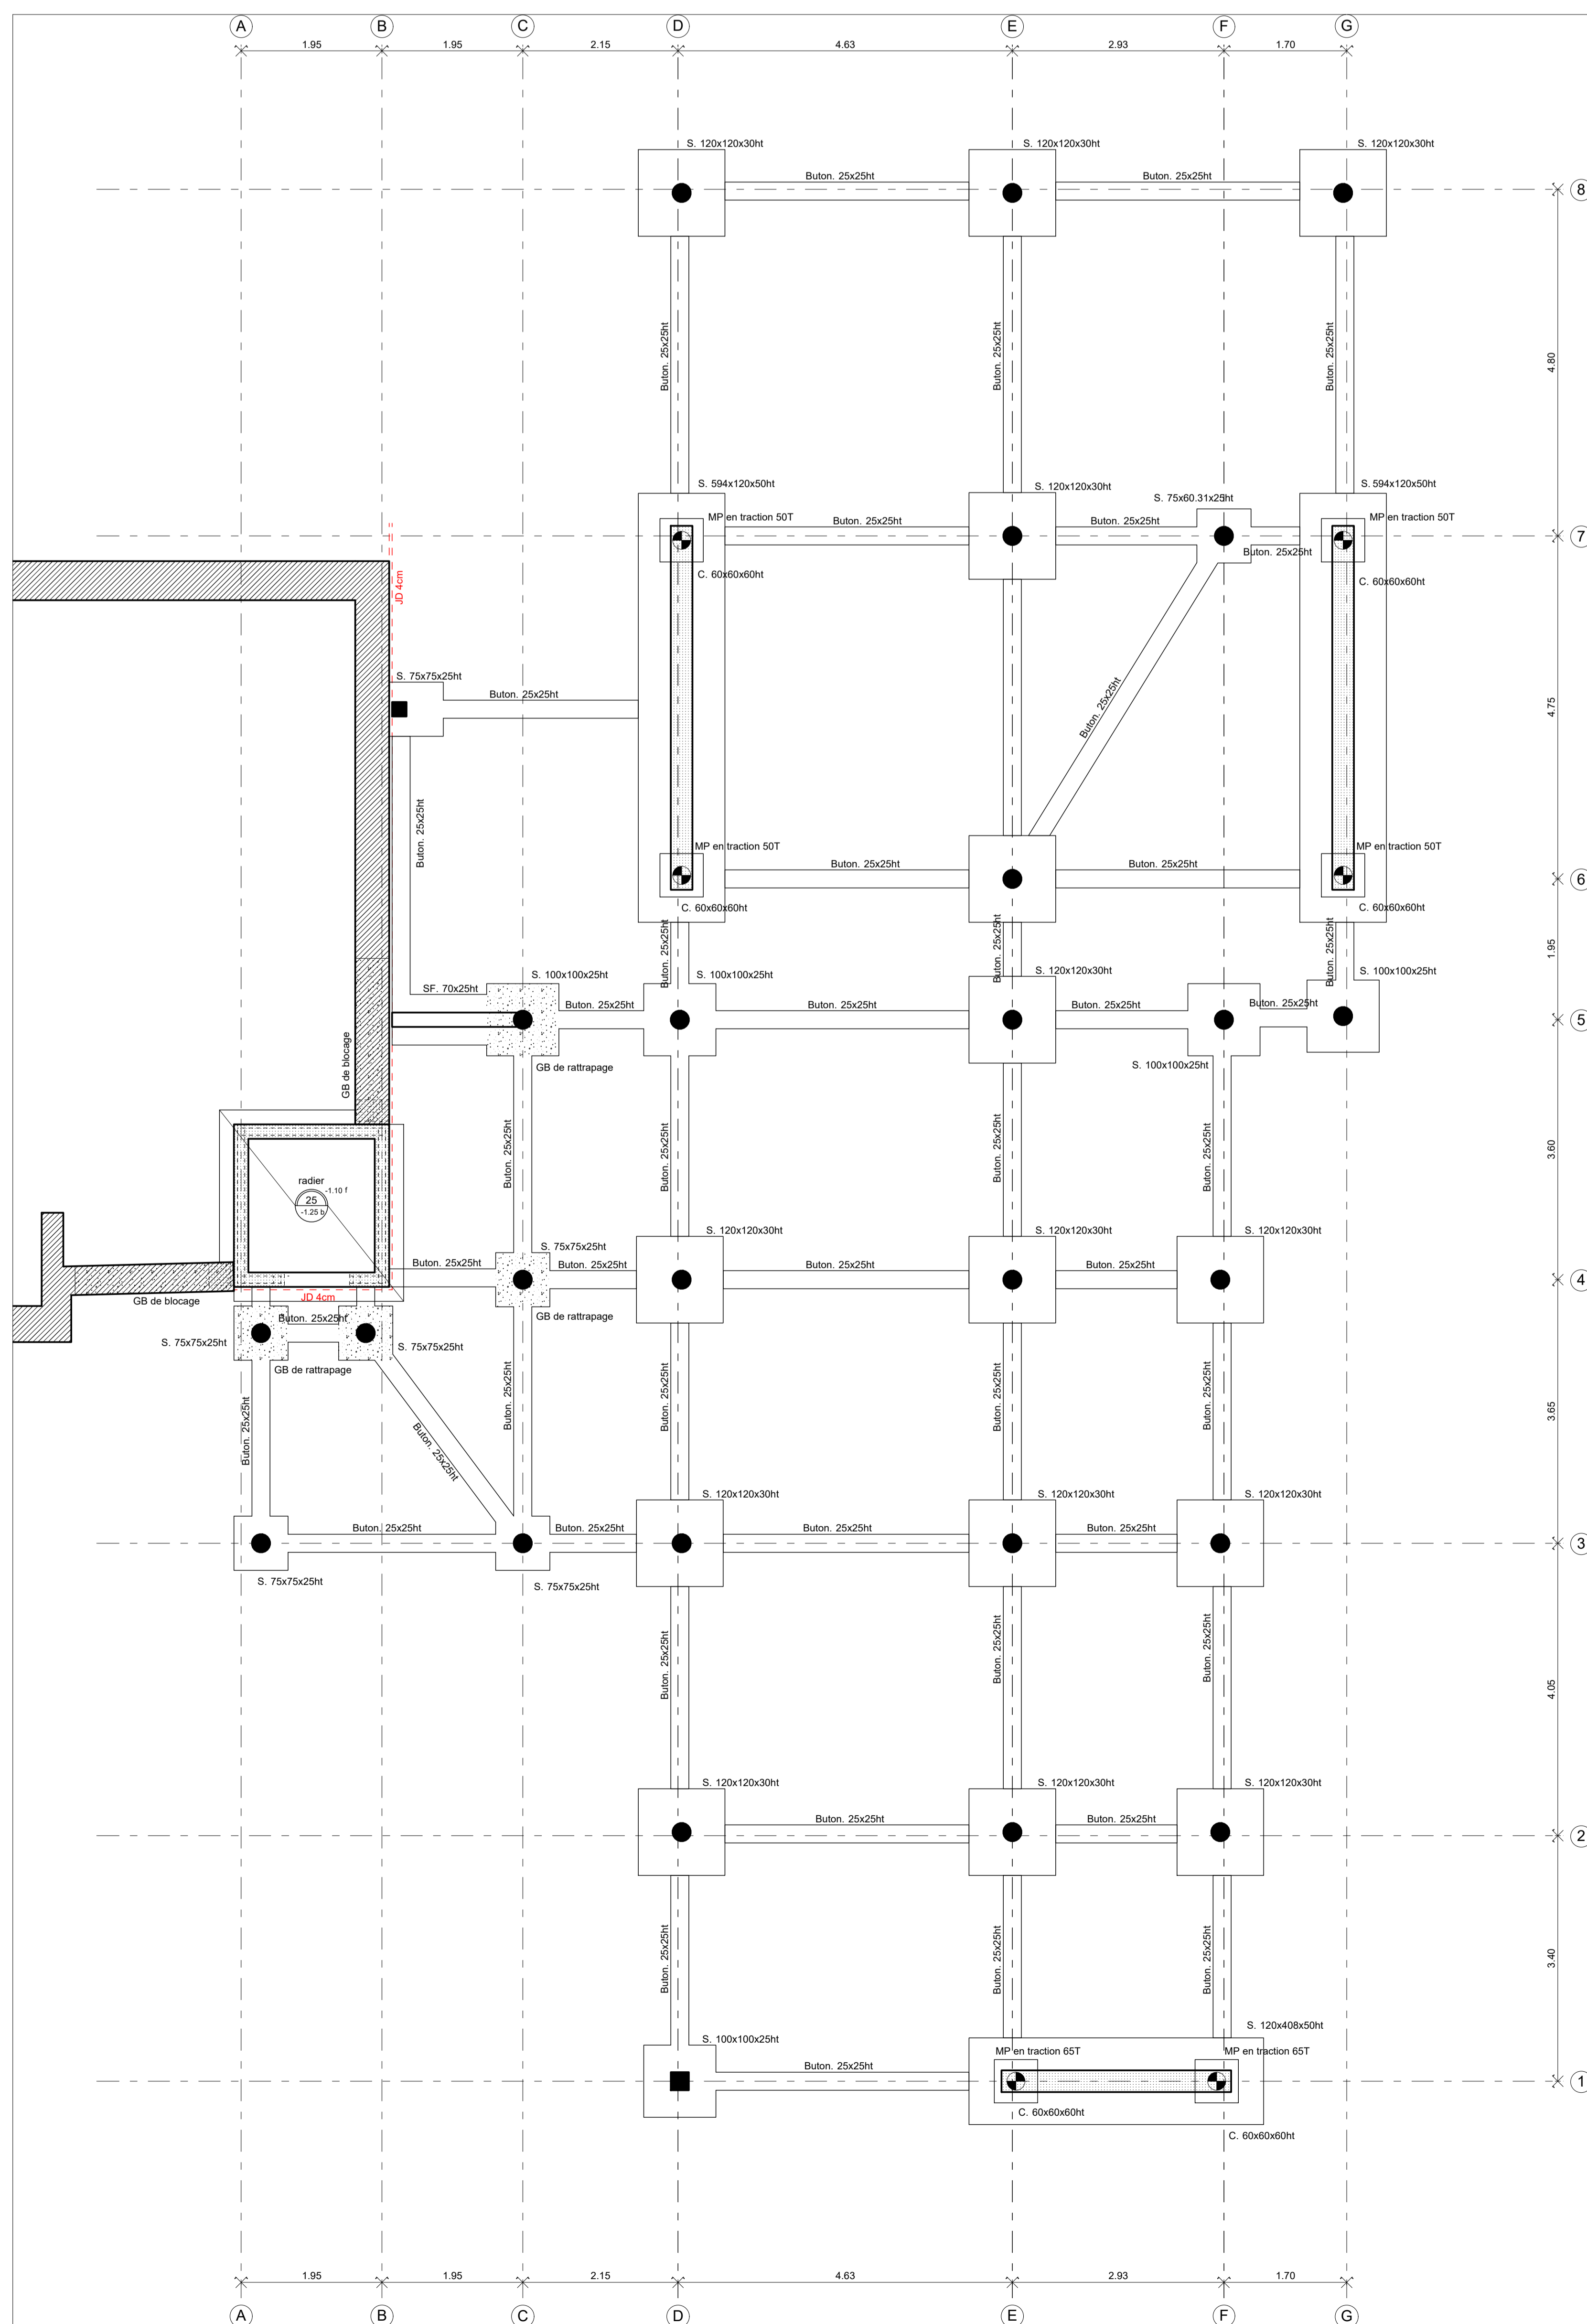 A B C D E F G
1.95 1.95 2.15 4.63 2.93 1.70
S. 120x120x30ht S. 120x120x30ht S. 120x120x30ht
Buton. 25x25ht Buton. 25x25ht
8
Buton. 25x25ht Buton. 25x25ht Buton. 25x25ht
4.80
S. 594x120x50ht S. 120x120x30ht S. 75x60.31x25ht S. 594x120x50ht
MP en traction 50T Buton. 25x25ht Buton. 25x25ht MP en traction 50T
7
Buton. 25x25ht
C. 60x60x60ht C. 60x60x60ht
JD 4cm
S. 75x75x25ht
Buton. 25x25ht
Buton. 25x25ht
4.75
Buton. 25x25ht
MP en traction 50T MP en traction 50T
Buton. 25x25ht Buton. 25x25ht
6
C. 60x60x60ht C. 60x60x60ht
Buton. 25x25ht Buton. 25x25ht Buton. 25x25ht
1.95
S. 100x100x25ht S. 100x100x25ht S. 120x120x30ht S. 100x100x25ht
SF. 70x25ht
Buton. 25x25ht Buton. 25x25ht Buton. 25x25ht Buton. 25x25ht
5
GB de blocage
GB de rattrapage S. 100x100x25ht
Buton. 25x25ht Buton. 25x25ht Buton. 25x25ht Buton. 25x25ht
3.60
radier
-1.10 f
25
-1.25 b
S. 120x120x30ht S. 120x120x30ht S. 120x120x30ht
S. 75x75x25ht
Buton. 25x25ht Buton. 25x25ht Buton. 25x25ht Buton. 25x25ht
4
GB de blocage JD 4cm
GB de rattrapage
Buton. 25x25ht
S. 75x75x25ht S. 75x75x25ht
GB de rattrapage
Buton. 25x25ht Buton. 25x25ht Buton. 25x25ht Buton. 25x25ht Buton. 25x25ht Buton. 25x25ht
3.65
S. 120x120x30ht S. 120x120x30ht S. 120x120x30ht
Buton. 25x25ht Buton. 25x25ht Buton. 25x25ht Buton. 25x25ht
3
S. 75x75x25ht S. 75x75x25ht
Buton. 25x25ht Buton. 25x25ht Buton. 25x25ht
4.05
S. 120x120x30ht S. 120x120x30ht S. 120x120x30ht
Buton. 25x25ht Buton. 25x25ht
2
Buton. 25x25ht Buton. 25x25ht Buton. 25x25ht
3.40
S. 120x408x50ht
S. 100x100x25ht MP en traction 65T MP en traction 65T
Buton. 25x25ht
1
C. 60x60x60ht
C. 60x60x60ht
1.95 1.95 2.15 4.63 2.93 1.70
A B C D E F G